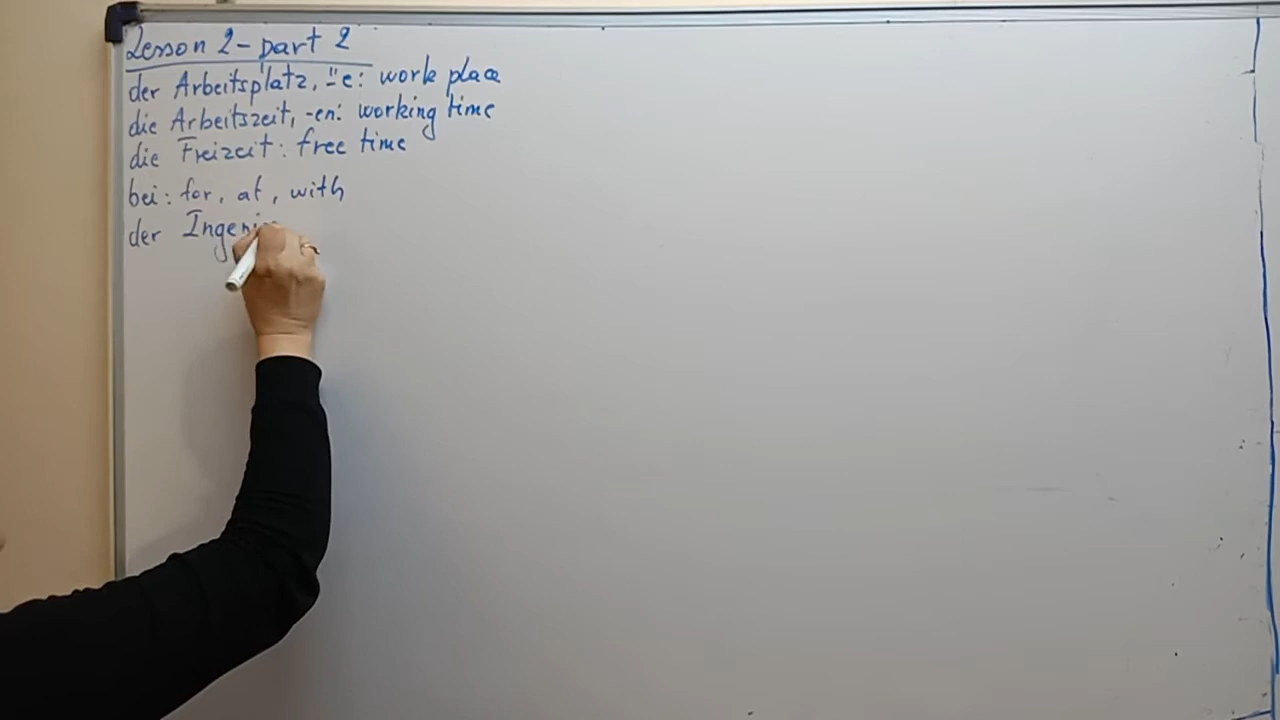 Lesson 2 - part 2
der Arbeitsplatz, ⸚e: work place
die Arbeitszeit, -en: working time
die Freizeit: free time
bei: for, at, with
der Ingeni